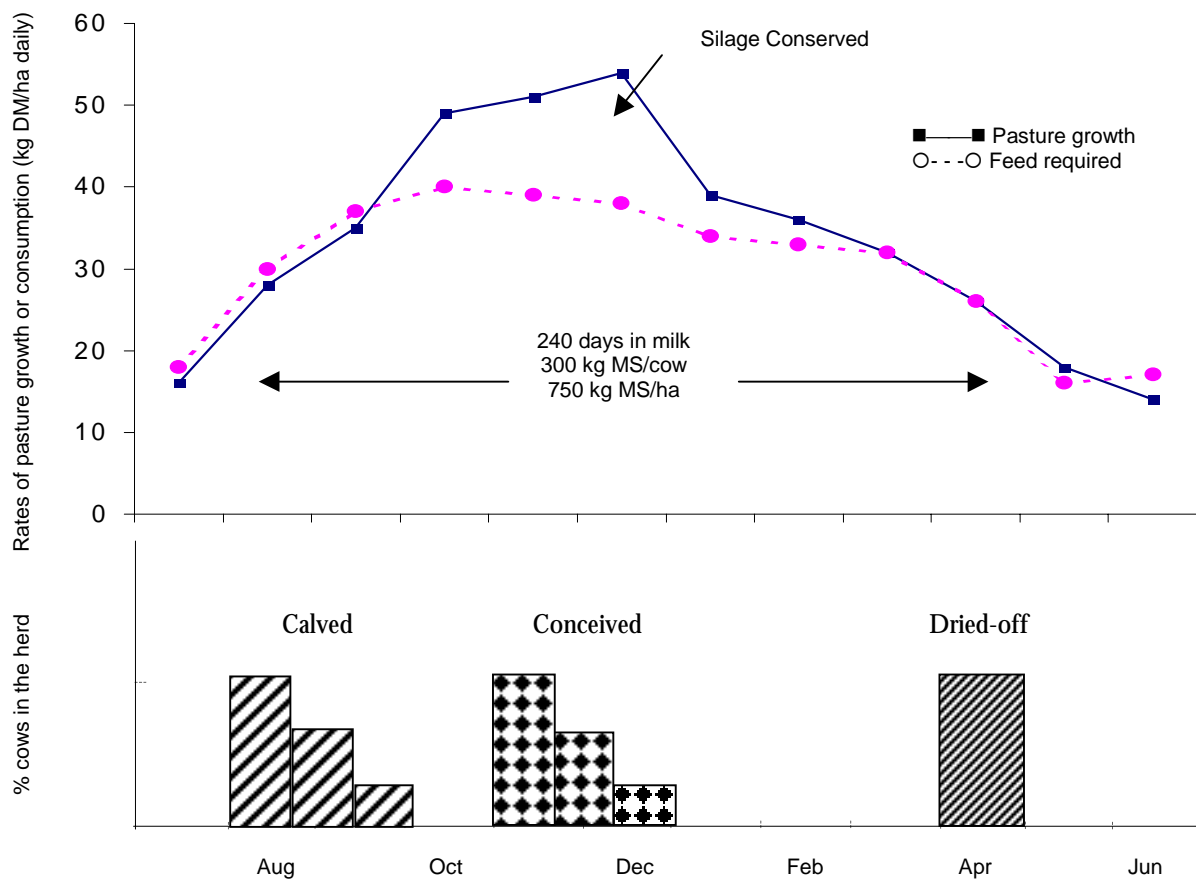 Rates of pasture growth or consumption (kg DM/ha daily)
60
50
40
30
20
10
0
Silage Conserved
Pasture growth
Feed required
240 days in milk
300 kg MS/cow
750 kg MS/ha
% cows in the herd
Calved
Conceived
Dried-off
Aug
Oct
Dec
Feb
Apr
Jun